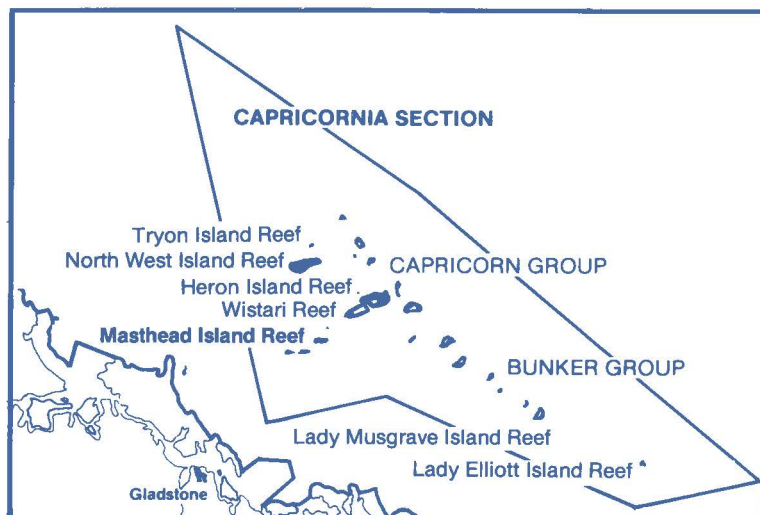 CAPRICORNIA SECTION
Tryon Island Reef
North West Island Reef
CAPRICORN GROUP
Heron Island Reef
Wistari Reef
Masthead Island Reef
BUNKER GROUP
Lady Musgrave Island Reef
Lady Elliott Island Reef
Gladstone